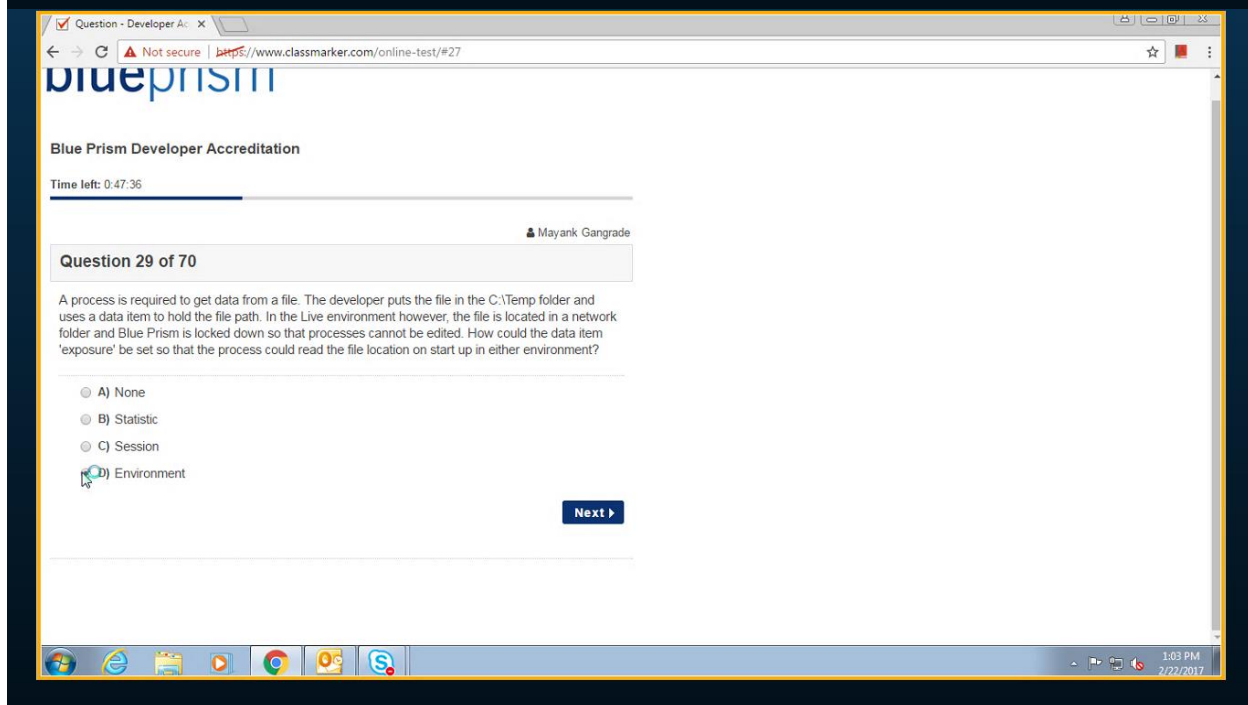 Question - Developer Ac
Not secure | https://www.classmarker.com/online-test/#27
blueprism
Blue Prism Developer Accreditation
Time left: 0:47:36
Mayank Gangrade
Question 29 of 70
A process is required to get data from a file. The developer puts the file in the C:\Temp folder and
uses a data item to hold the file path. In the Live environment however, the file is located in a network
folder and Blue Prism is locked down so that processes cannot be edited. How could the data item
'exposure' be set so that the process could read the file location on start up in either environment?
A) None
B) Statistic
C) Session
D) Environment
Next
1:03 PM
2/22/2017